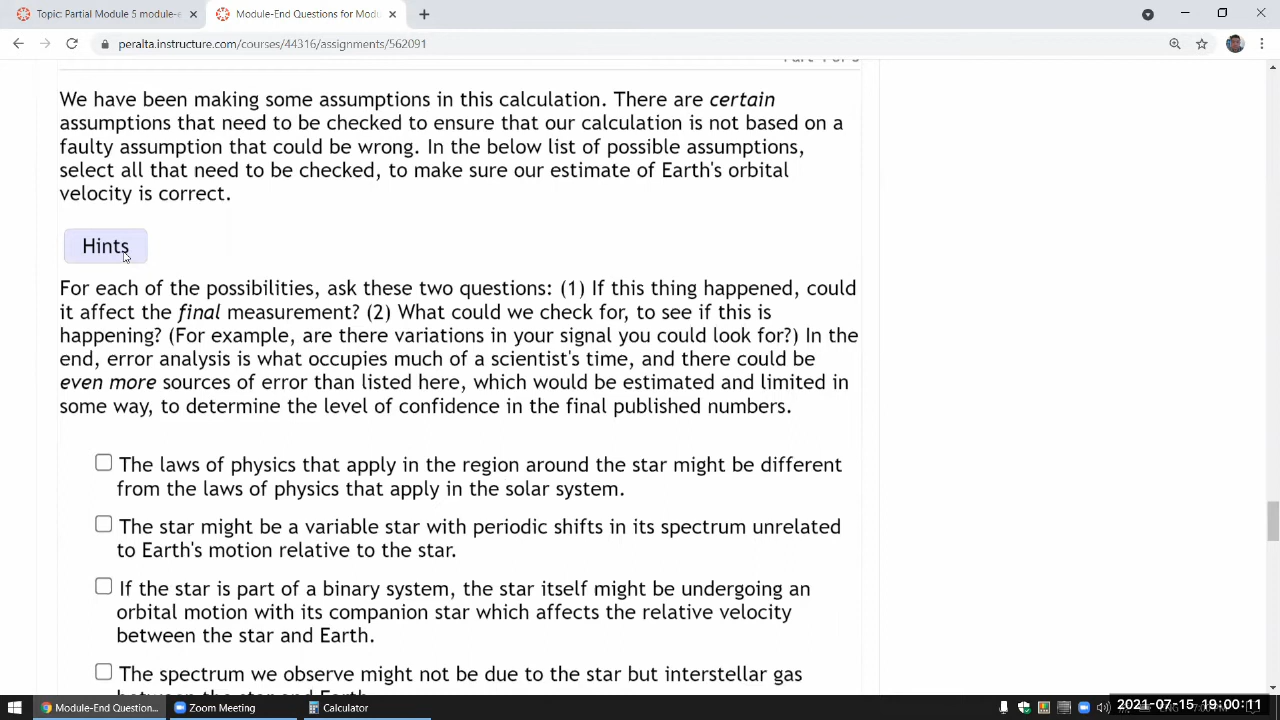 Topic: Partial Module 5 module-
Module-End Questions for Modu
peralta.instructure.com/courses/44316/assignments/562091
We have been making some assumptions in this calculation. There are certain
assumptions that need to be checked to ensure that our calculation is not based on a
faulty assumption that could be wrong. In the below list of possible assumptions,
select all that need to be checked, to make sure our estimate of Earth's orbital
velocity is correct.
Hints
For each of the possibilities, ask these two questions: (1) If this thing happened, could
it affect the final measurement? (2) What could we check for, to see if this is
happening? (For example, are there variations in your signal you could look for?) In the
end, error analysis is what occupies much of a scientist's time, and there could be
even more sources of error than listed here, which would be estimated and limited in
some way, to determine the level of confidence in the final published numbers.
The laws of physics that apply in the region around the star might be different
from the laws of physics that apply in the solar system.
The star might be a variable star with periodic shifts in its spectrum unrelated
to Earth's motion relative to the star.
If the star is part of a binary system, the star itself might be undergoing an
orbital motion with its companion star which affects the relative velocity
between the star and Earth.
The spectrum we observe might not be due to the star but interstellar gas
between the star and Earth.
Module-End Question...
Zoom Meeting
Calculator
2021-07-15 19:00:11